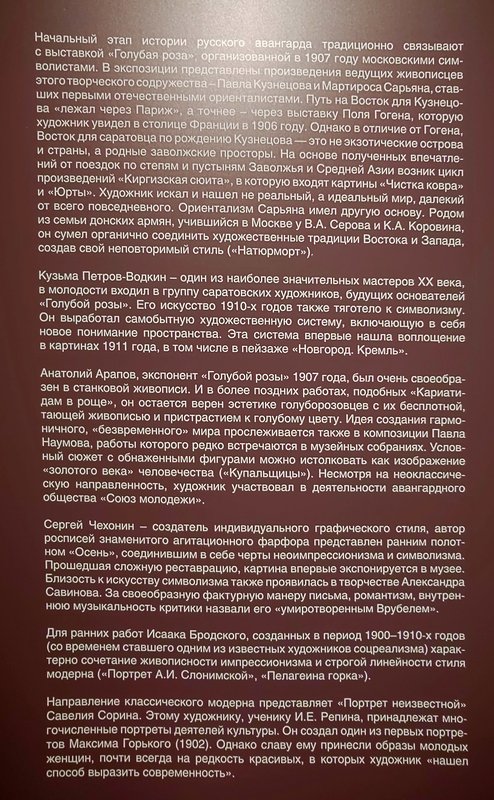 Начальный этап истории русского авангарда традиционно связывают
с выставкой «Голубая роза», организованной в 1907 году московскими сим-
волистами. В экспозиции представлены произведения ведущих живописцев
этого творческого содружества – Павла Кузнецова и Мартироса Сарьяна, став-
ших первыми отечественными ориенталистами. Путь на Восток для Кузнецо-
ва «лежал через Париж», а точнее – через выставку Поля Гогена, которую
художник увидел в столице Франции в 1906 году. Однако в отличие от Гогена,
Восток для саратовца по рождению Кузнецова — это не экзотические острова
и страны, а родные заволжские просторы. На основе полученных впечатле-
ний от поездок по степям и пустыням Заволжья и Средней Азии возник цикл
произведений «Киргизская сюита», в которую входят картины «Чистка ковра»
и «Юрты». Художник искал и нашел не реальный, а идеальный мир, далекий
от всего повседневного. Ориентализм Сарьяна имел другую основу. Родом
из семьи донских армян, учившийся в Москве у В.А. Серова и К.А. Коровина,
он сумел органично соединить художественные традиции Востока и Запада,
создав свой неповторимый стиль («Натюрморт»).
Кузьма Петров-Водкин – один из наиболее значительных мастеров XX века,
в молодости входил в группу саратовских художников, будущих основателей
«Голубой розы». Его искусство 1910-х годов также тяготело к символизму.
Он выработал самобытную художественную систему, включающую в себя
новое понимание пространства. Эта система впервые нашла воплощение
в картинах 1911 года, в том числе в пейзаже «Новгород. Кремль».
Анатолий Арапов, экспонент «Голубой розы» 1907 года, был очень своеобра-
зен в станковой живописи. И в более поздних работах, подобных «Кариати-
дам в роще», он остается верен эстетике голуборозовцев с их бесплотной,
тающей живописью и пристрастием к голубому цвету. Идея создания гармо-
ничного, «безвременного» мира прослеживается также в композиции Павла
Наумова, работы которого редко встречаются в музейных собраниях. Услов-
ный сюжет с обнаженными фигурами можно истолковать как изображение
«золотого века» человечества («Купальщицы»). Несмотря на неоклассиче-
скую направленность, художник участвовал в деятельности авангардного
общества «Союз молодежи».
Сергей Чехонин – создатель индивидуального графического стиля, автор
росписей знаменитого агитационного фарфора представлен ранним полот-
ном «Осень», соединившим в себе черты неоимпрессионизма и символизма.
Прошедшая сложную реставрацию, картина впервые экспонируется в музее.
Близость к искусству символизма также проявилась в творчестве Александра
Савинова. За своеобразную фактурную манеру письма, романтизм, внутрен-
нюю музыкальность критики назвали его «умиротворенным Врубелем».
Для ранних работ Исаака Бродского, созданных в период 1900–1910-х годов
(со временем ставшего одним из известных художников соцреализма) харак-
терно сочетание живописности импрессионизма и строгой линейности стиля
модерна («Портрет А.И. Слонимской», «Пелагеина горка»).
Направление классического модерна представляет «Портрет неизвестной»
Савелия Сорина. Этому художнику, ученику И.Е. Репина, принадлежат мно-
гочисленные портреты деятелей культуры. Он создал один из первых портре-
тов Максима Горького (1902). Однако славу ему принесли образы молодых
женщин, почти всегда на редкость красивых, в которых художник «нашел
способ выразить современность».